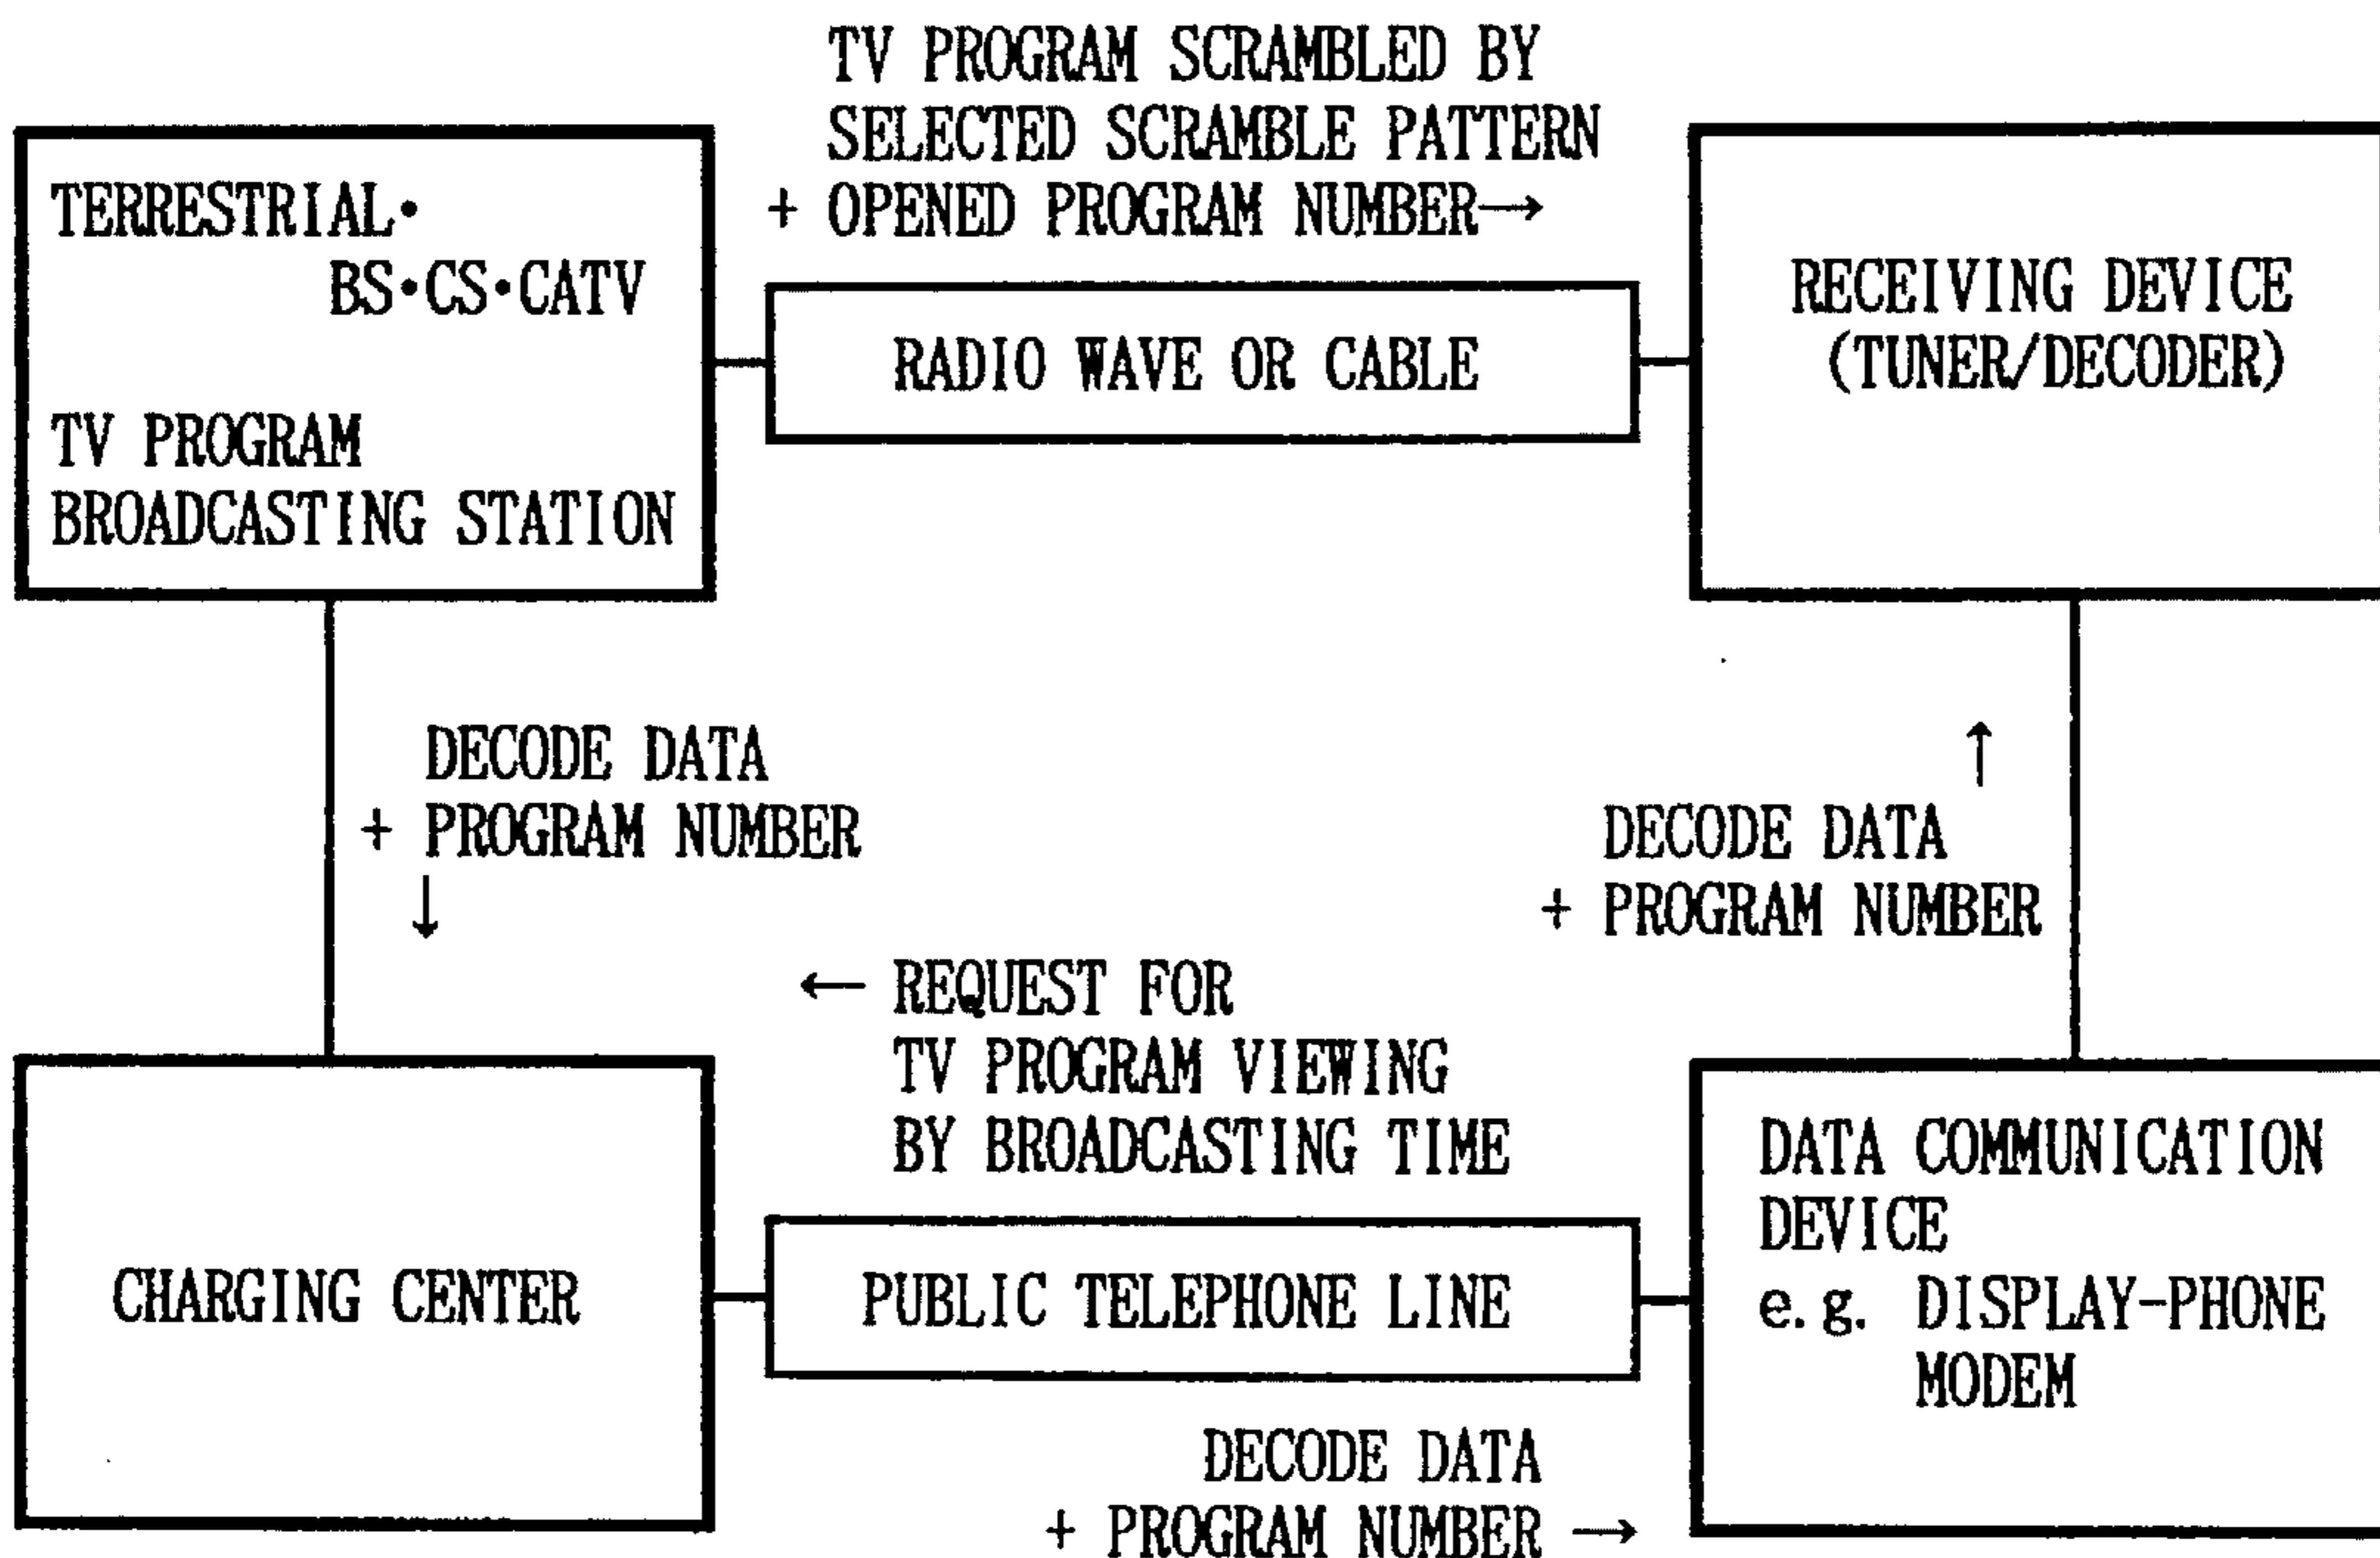 TV PROGRAM SCRAMBLED BY
SELECTED SCRAMBLE PATTERN
+ OPENED PROGRAM NUMBER→
TERRESTRIAL•
BS•CS•CATV
TV PROGRAM
BROADCASTING STATION
RADIO WAVE OR CABLE
RECEIVING DEVICE
(TUNER/DECODER)
DECODE DATA
+ PROGRAM NUMBER
↓
↑
DECODE DATA
+ PROGRAM NUMBER
← REQUEST FOR
TV PROGRAM VIEWING
BY BROADCASTING TIME
CHARGING CENTER
PUBLIC TELEPHONE LINE
DATA COMMUNICATION
DEVICE
e.g. DISPLAY-PHONE
MODEM
DECODE DATA
+ PROGRAM NUMBER →